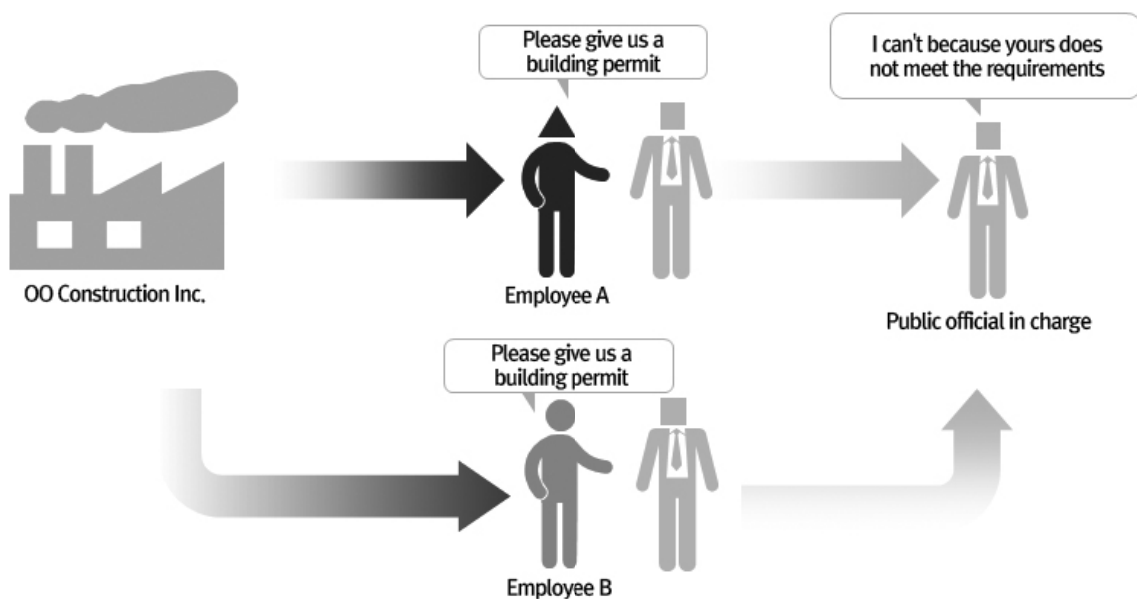 Please give us a
building permit
I can't because yours does
not meet the requirements
OO Construction Inc.
Employee A
Public official in charge
Please give us a
building permit
Employee B